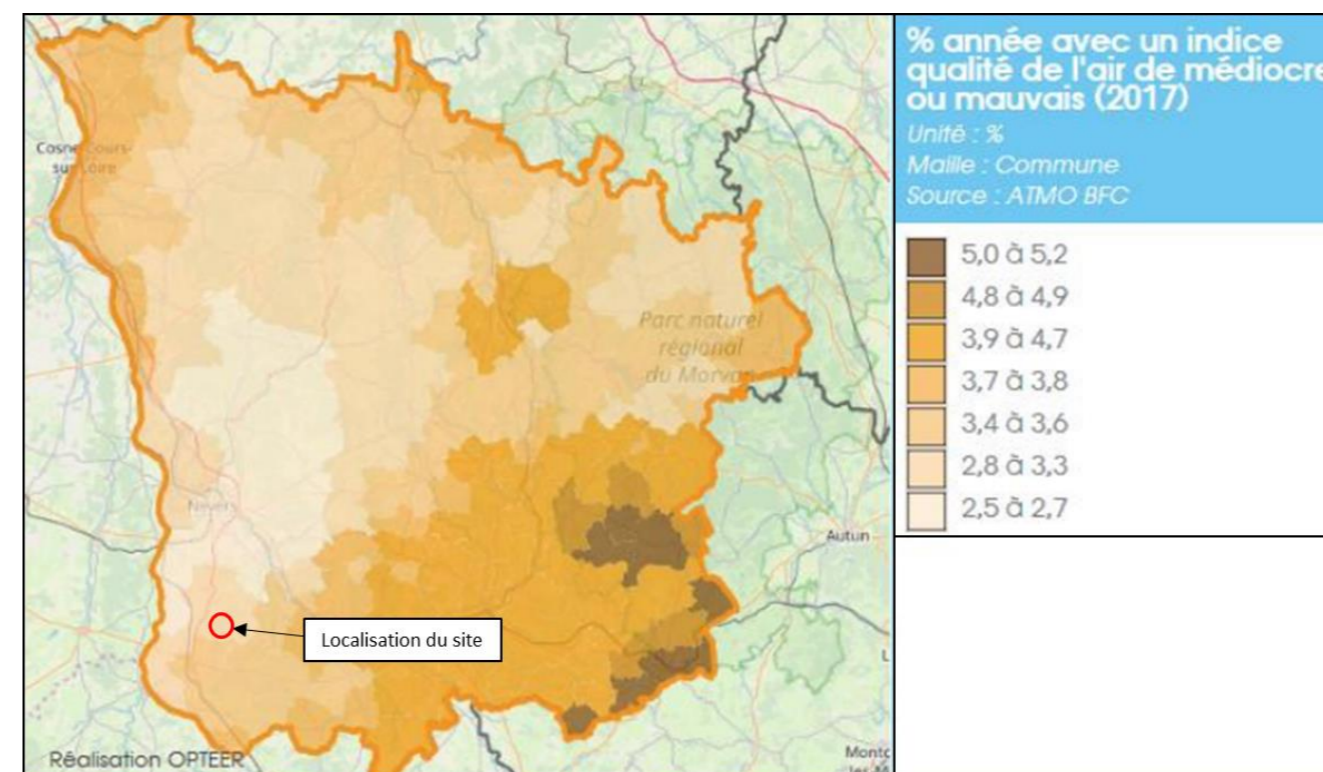 % année avec un indice
qualité de l'air de médiocre
ou mauvais (2017)
Unité : %
Maille : Commune
Source : ATMO BFC
5,0 à 5,2
4,8 à 4,9
3,9 à 4,7
3,7 à 3,8
3,4 à 3,6
2,8 à 3,3
2,5 à 2,7
Cosne-Cours-
sur-Loire
Parc naturel
régional
du Morvan
Nevers
Autun
Localisation du site
L
Montc
Réalisation OPTEER